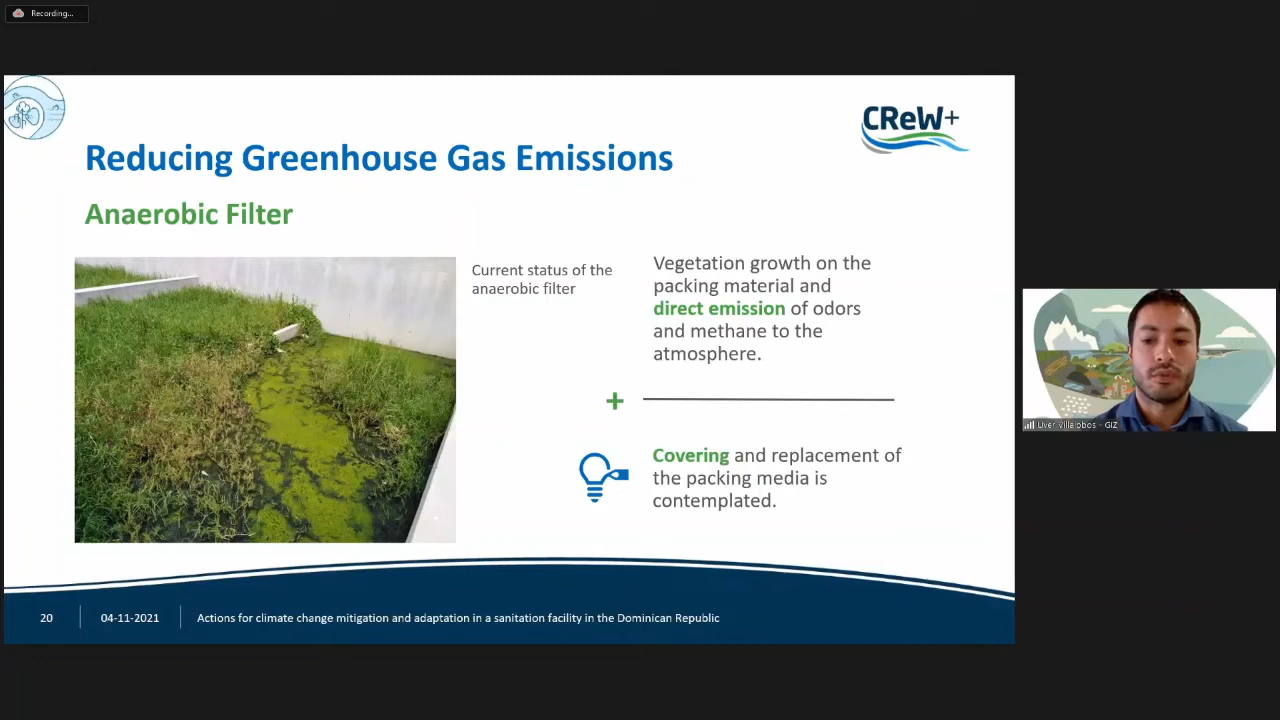 Recording...
CReW+
Reducing Greenhouse Gas Emissions
Anaerobic Filter
Current status of the
anaerobic filter
Vegetation growth on the
packing material and
direct emission of odors
and methane to the
atmosphere.
+
Covering and replacement of
the packing media is
contemplated.
20
04-11-2021
Actions for climate change mitigation and adaptation in a sanitation facility in the Dominican Republic
Uver Villalobos - GIZ